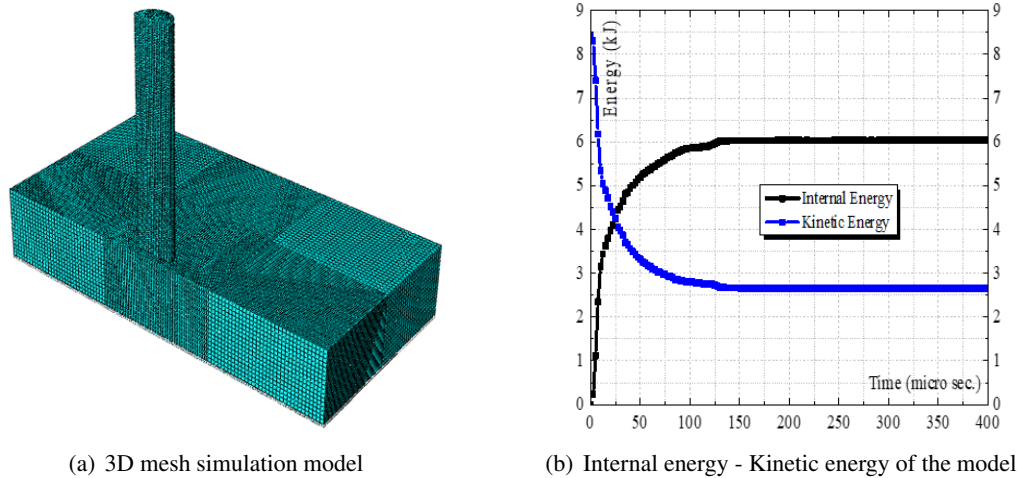 9
8
7
6
5
4
3
2
1
0
Energy (kJ)
Internal Energy
Kinetic Energy
Time (micro sec.)
9
8
7
6
5
4
3
2
1
0
0 50 100 150 200 250 300 350 400
(a) 3D mesh simulation model
(b) Internal energy - Kinetic energy of the model